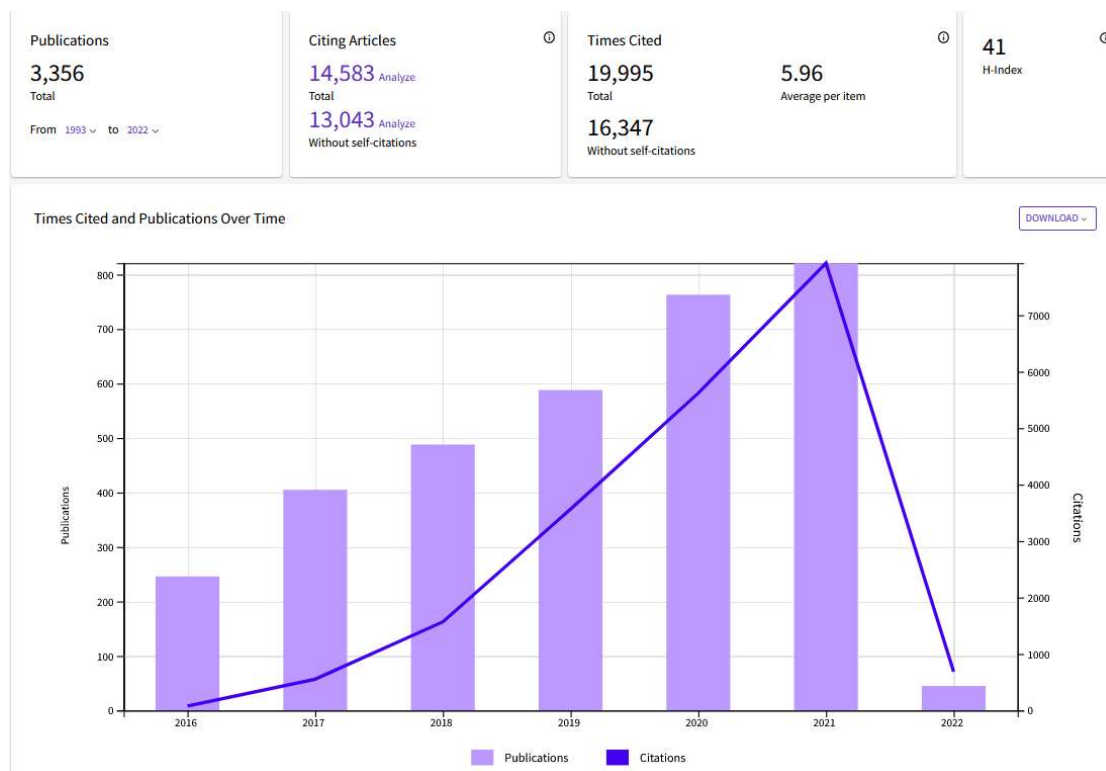 Publications
3,356
Total
From 1993 to 2022
Citing Articles
14,583 Analyze
Total
13,043 Analyze
Without self-citations
Times Cited
19,995
Total
16,347
Without self-citations
5.96
Average per item
41
H-Index
Times Cited and Publications Over Time
DOWNLOAD
Publications
800
700
600
500
400
300
200
100
0
7000
6000
5000
4000
3000
2000
1000
0
Citations
2016 2017 2018 2019 2020 2021 2022
Publications Citations